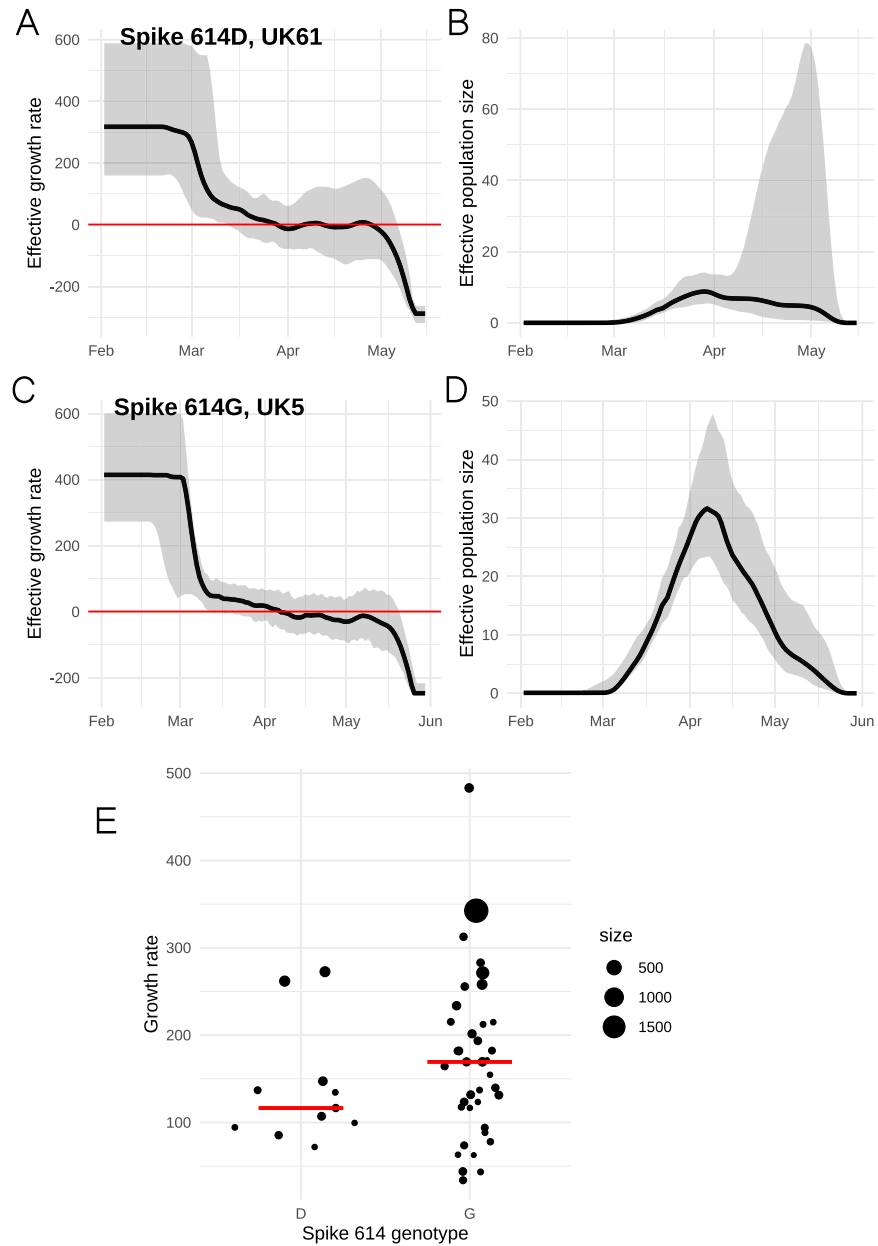 A
Spike 614D, UK61
Effective growth rate
600
400
200
0
-200
Feb Mar Apr May
B
Effective population size
80
60
40
20
0
Feb Mar Apr May
C
Spike 614G, UK5
Effective growth rate
600
400
200
0
-200
Feb Mar Apr May Jun
D
Effective population size
50
40
30
20
10
0
Feb Mar Apr May Jun
E
Growth rate
500
400
300
200
100
D G
Spike 614 genotype
size
500
1000
1500